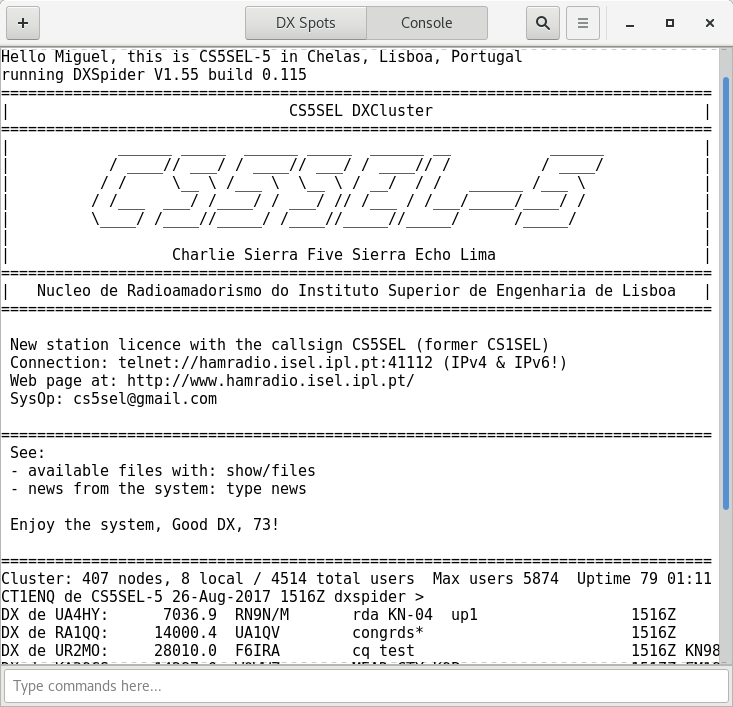 DX Spots Console
Hello Miguel, this is CS5SEL-5 in Chelas, Lisboa, Portugal
running DXSpider V1.55 build 0.115
===============================================================================
| CS5SEL DXCluster |
===============================================================================
CS5SEL-5
| Charlie Sierra Five Sierra Echo Lima |
===============================================================================
| Nucleo de Radioamadorismo do Instituto Superior de Engenharia de Lisboa |
===============================================================================
New station licence with the callsign CS5SEL (former CS1SEL)
Connection: telnet://hamradio.isel.ipl.pt:41112 (IPv4 & IPv6!)
Web page at: http://www.hamradio.isel.ipl.pt/
SysOp: cs5sel@gmail.com
===============================================================================
See:
- available files with: show/files
- news from the system: type news
Enjoy the system, Good DX, 73!
===============================================================================
Cluster: 407 nodes, 8 local / 4514 total users Max users 5874 Uptime 79 01:11
CT1ENQ de CS5SEL-5 26-Aug-2017 1516Z dxspider >
DX de UA4HY: 7036.9 RN9N/M rda KN-04 up1 1516Z
DX de RA1QQ: 14000.4 UA1QV congrds* 1516Z
DX de UR2MO: 28010.0 F6IRA cq test 1516Z KN98
Type commands here...